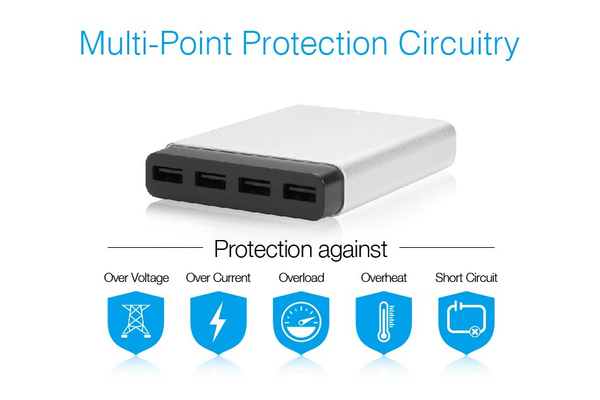 Multi-Point Protection Circuitry
Protection against
Over Voltage Over Current Overload Overheat Short Circuit